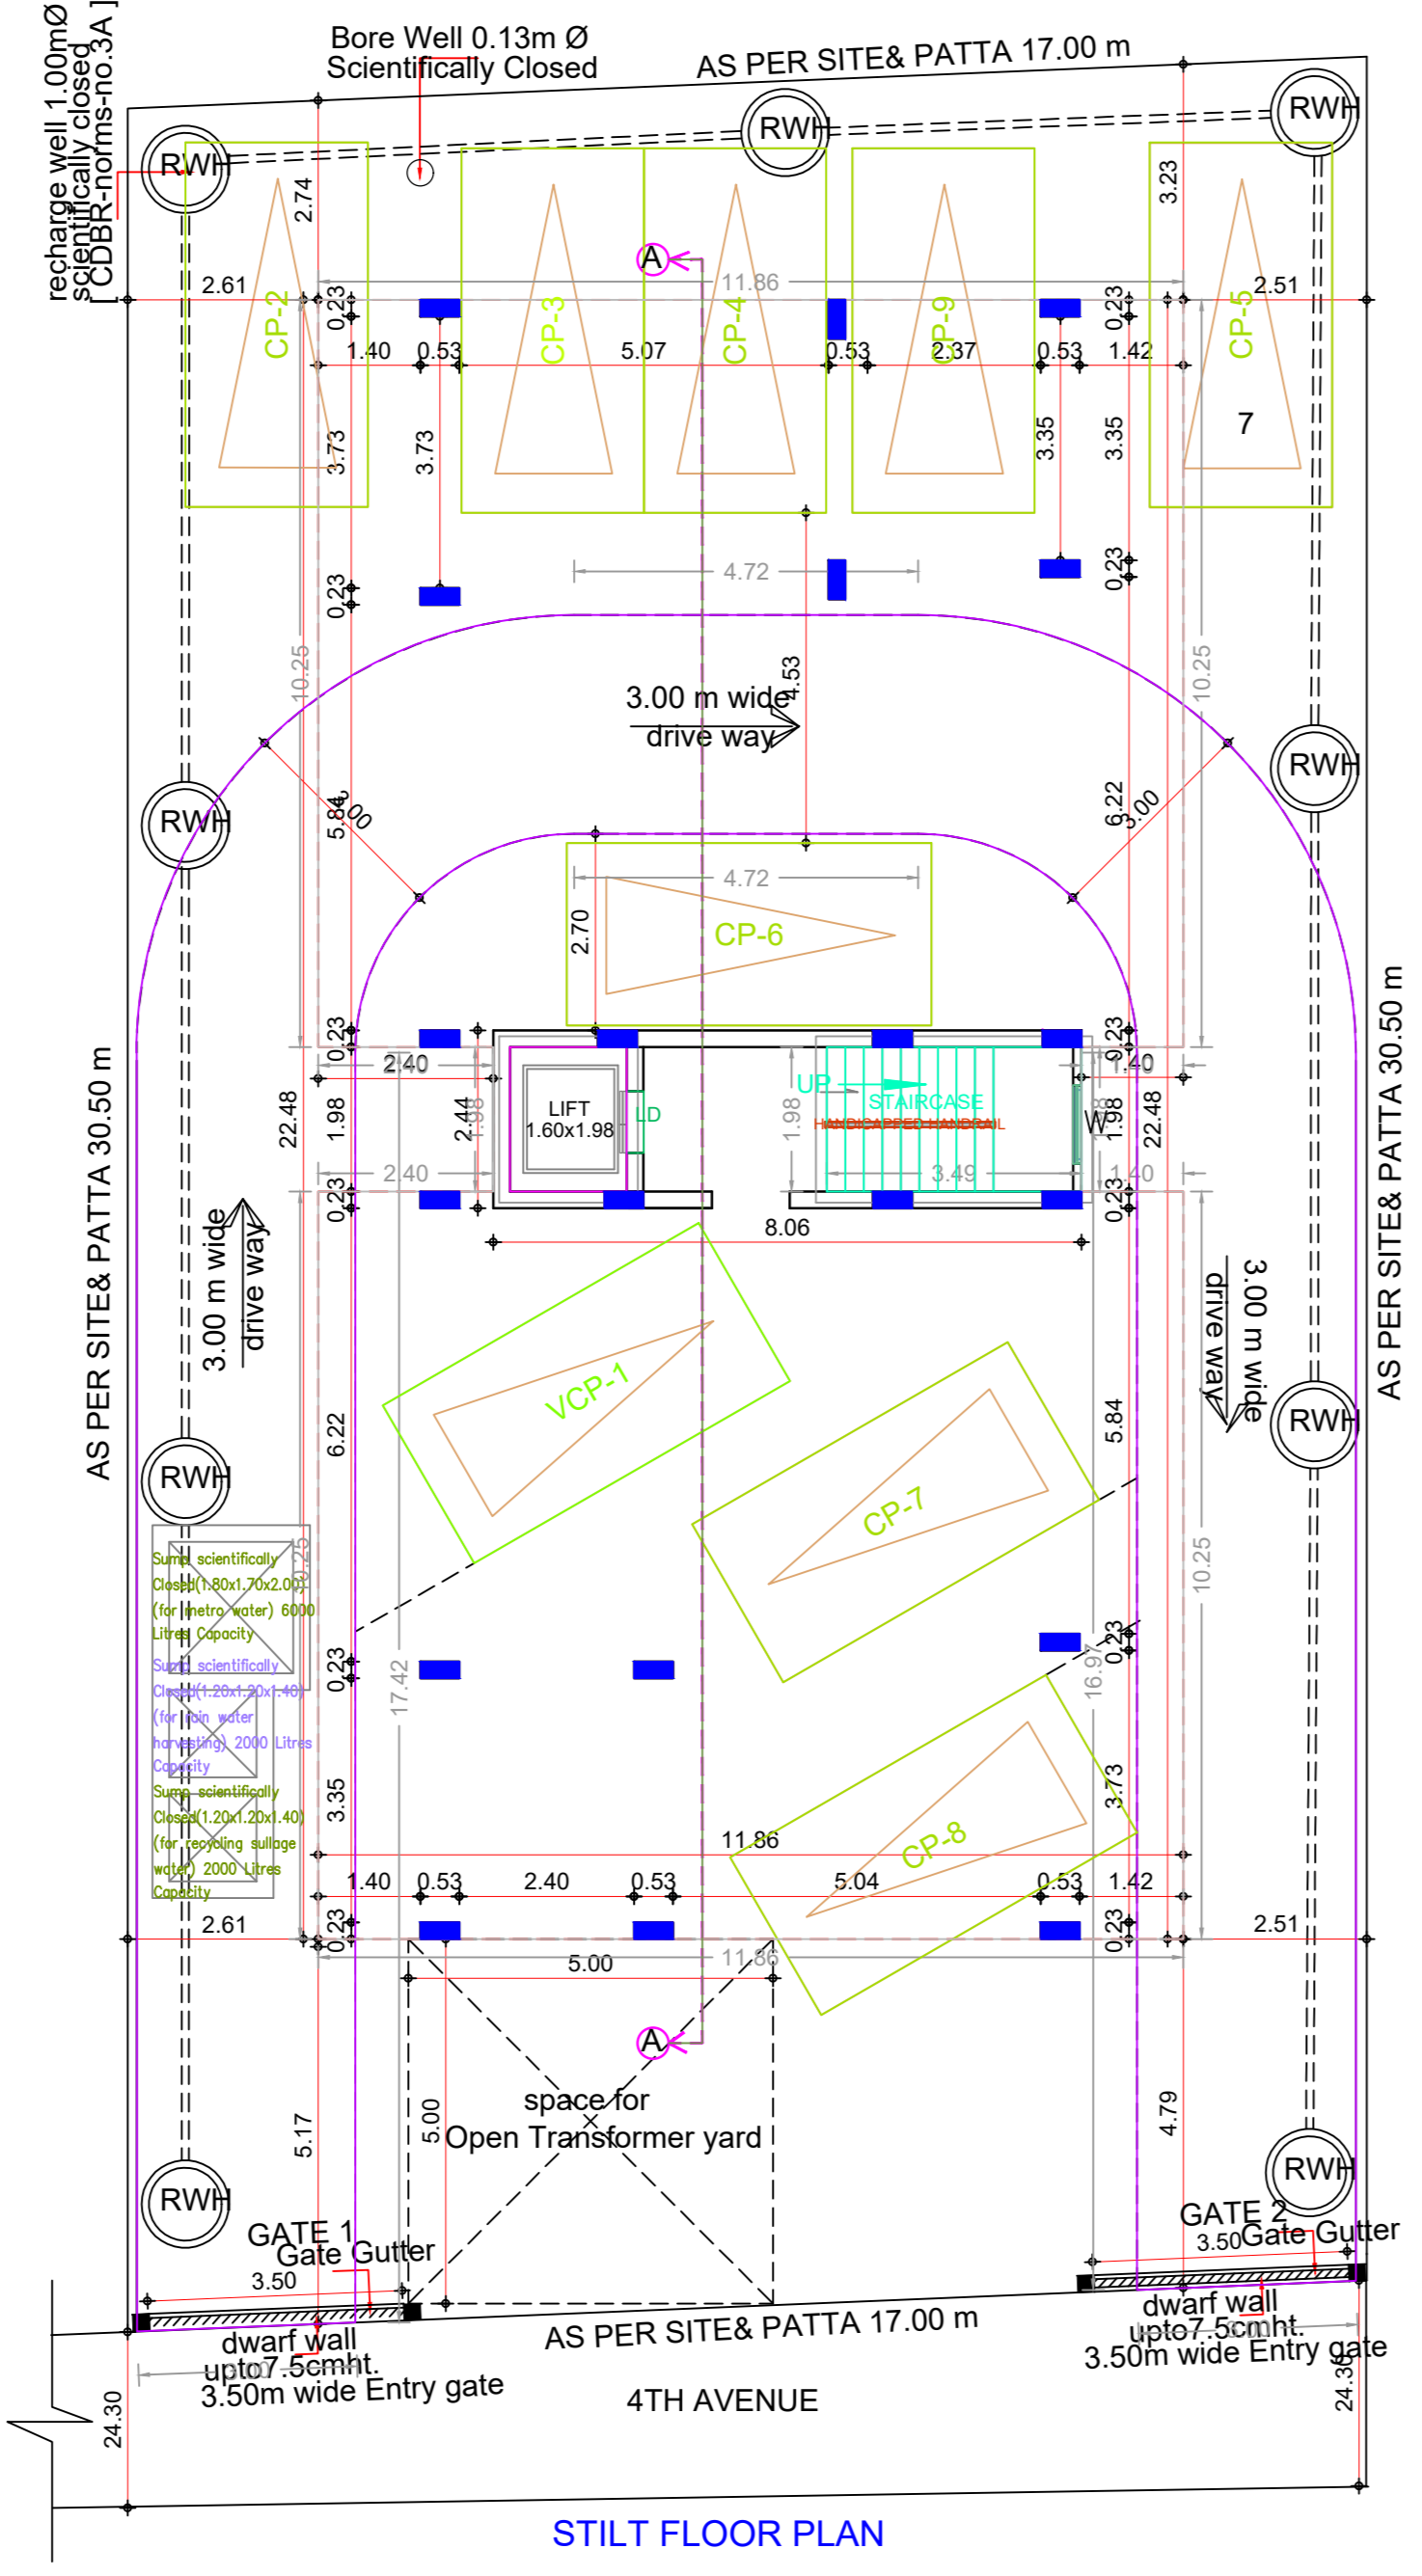 recharge well 1.00mØ
scientifically closed
[ CDBR-norms-no.3A ]
Bore Well 0.13m Ø
Scientifically Closed
AS PER SITE& PATTA 17.00 m
RWH
RWH
RWH
2.74
3.23
A
11.86
2.61
2.51
CP-2
CP-3
CP-4
CP-9
CP-5
0.23
0.23
1.40
0.53
5.07
0.53
2.37
0.53
1.42
7
3.73
3.73
3.35
3.35
0.23
4.72
0.23
10.25
10.25
4.53
3.00 m wide
drive way
RWH
RWH
5.84
3.00
6.22
3.00
4.72
CP-6
2.70
AS PER SITE& PATTA 30.50 m
AS PER SITE& PATTA 30.50 m
0.23
0.23
2.40
1.40
22.48
1.98
2.44
1.98
LIFT
1.60x1.98
LD
1.98
UP
STAIRCASE
HANDICAPPED HANDRAIL
W
1.98
1.98
22.48
2.40
3.49
1.40
0.23
0.23
8.06
3.00 m wide
drive way
3.00 m wide
drive way
VCP-1
CP-7
6.22
5.84
RWH
RWH
10.25
10.25
Sump scientifically
Closed(1.80x1.70x2.00)
(for metro water) 6000
Litres Capacity
Sump scientifically
Closed(1.20x1.20x1.40)
(for rain water
harvesting) 2000 Litres
Capacity
Sump scientifically
Closed(1.20x1.20x1.40)
(for recycling sullage
water) 2000 Litres
Capacity
0.23
0.23
17.42
16.97
3.35
3.73
CP-8
11.86
1.40
0.53
2.40
0.53
5.04
0.53
1.42
2.61
0.23
0.23
2.51
11.86
5.00
A
5.17
5.00
4.79
space for
Open Transformer yard
RWH
RWH
GATE 1
Gate Gutter
3.50
GATE 2
Gate Gutter
3.50
AS PER SITE& PATTA 17.00 m
dwarf wall
upto7.5cmht.
3.00
3.50m wide Entry gate
dwarf wall
upto7.5cmht.
3.00
3.50m wide Entry gate
24.30
4TH AVENUE
24.30
STILT FLOOR PLAN